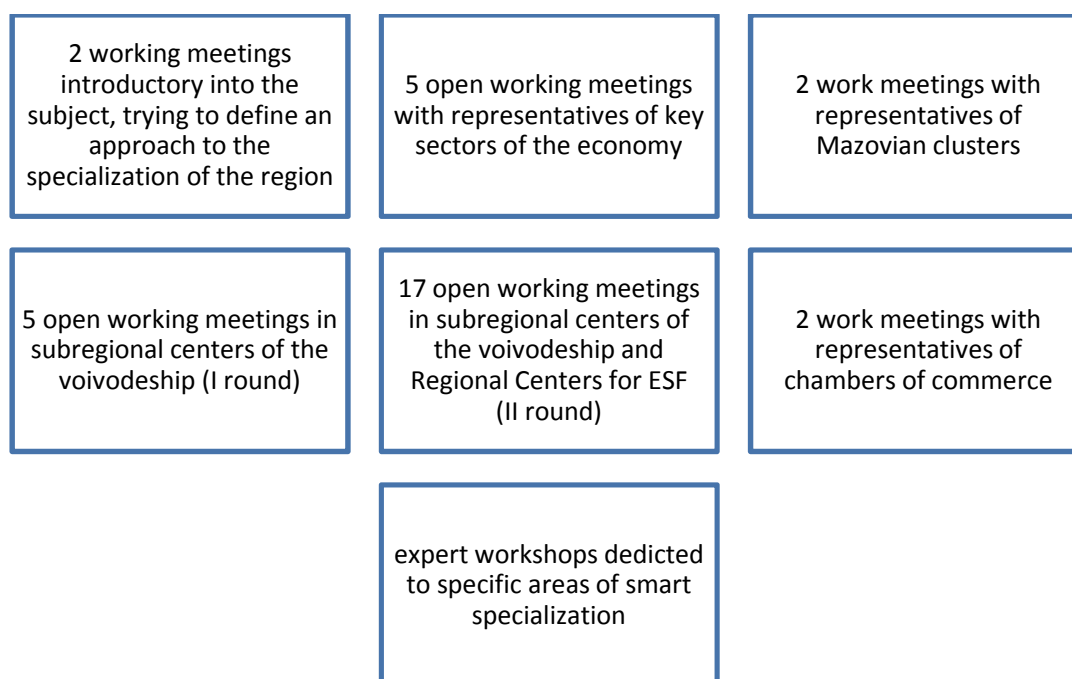 2 working meetings
introductory into the
subject, trying to define an
approach to the
specialization of the region
5 open working meetings
with representatives of key
sectors of the economy
2 work meetings with
representatives of
Mazovian clusters
5 open working meetings in
subregional centers of the
voivodeship (I round)
17 open working meetings
in subregional centers of
the voivodeship and
Regional Centers for ESF
(II round)
2 work meetings with
representatives of
chambers of commerce
expert workshops dedicted
to specific areas of smart
specialization